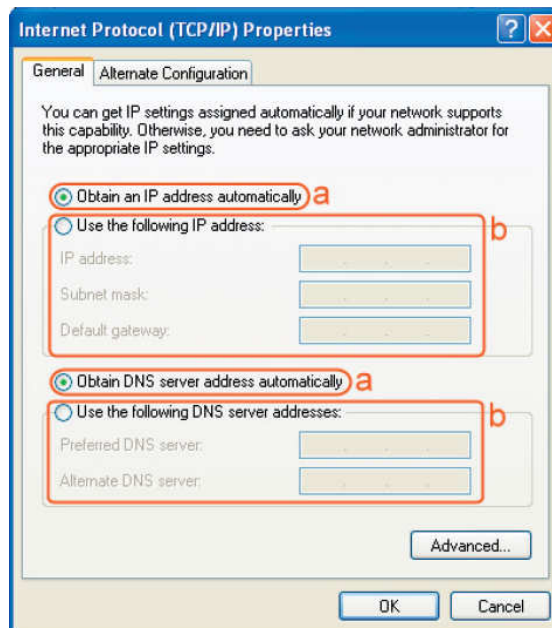 Internet Protocol (TCP/IP) Properties
General Alternate Configuration
You can get IP settings assigned automatically if your network supports
this capability. Otherwise, you need to ask your network administrator for
the appropriate IP settings.
Obtain an IP address automatically a
Use the following IP address: b
IP address:
Subnet mask:
Default gateway:
Obtain DNS server address automatically a
Use the following DNS server addresses: b
Preferred DNS server:
Alternate DNS server:
Advanced...
OK Cancel